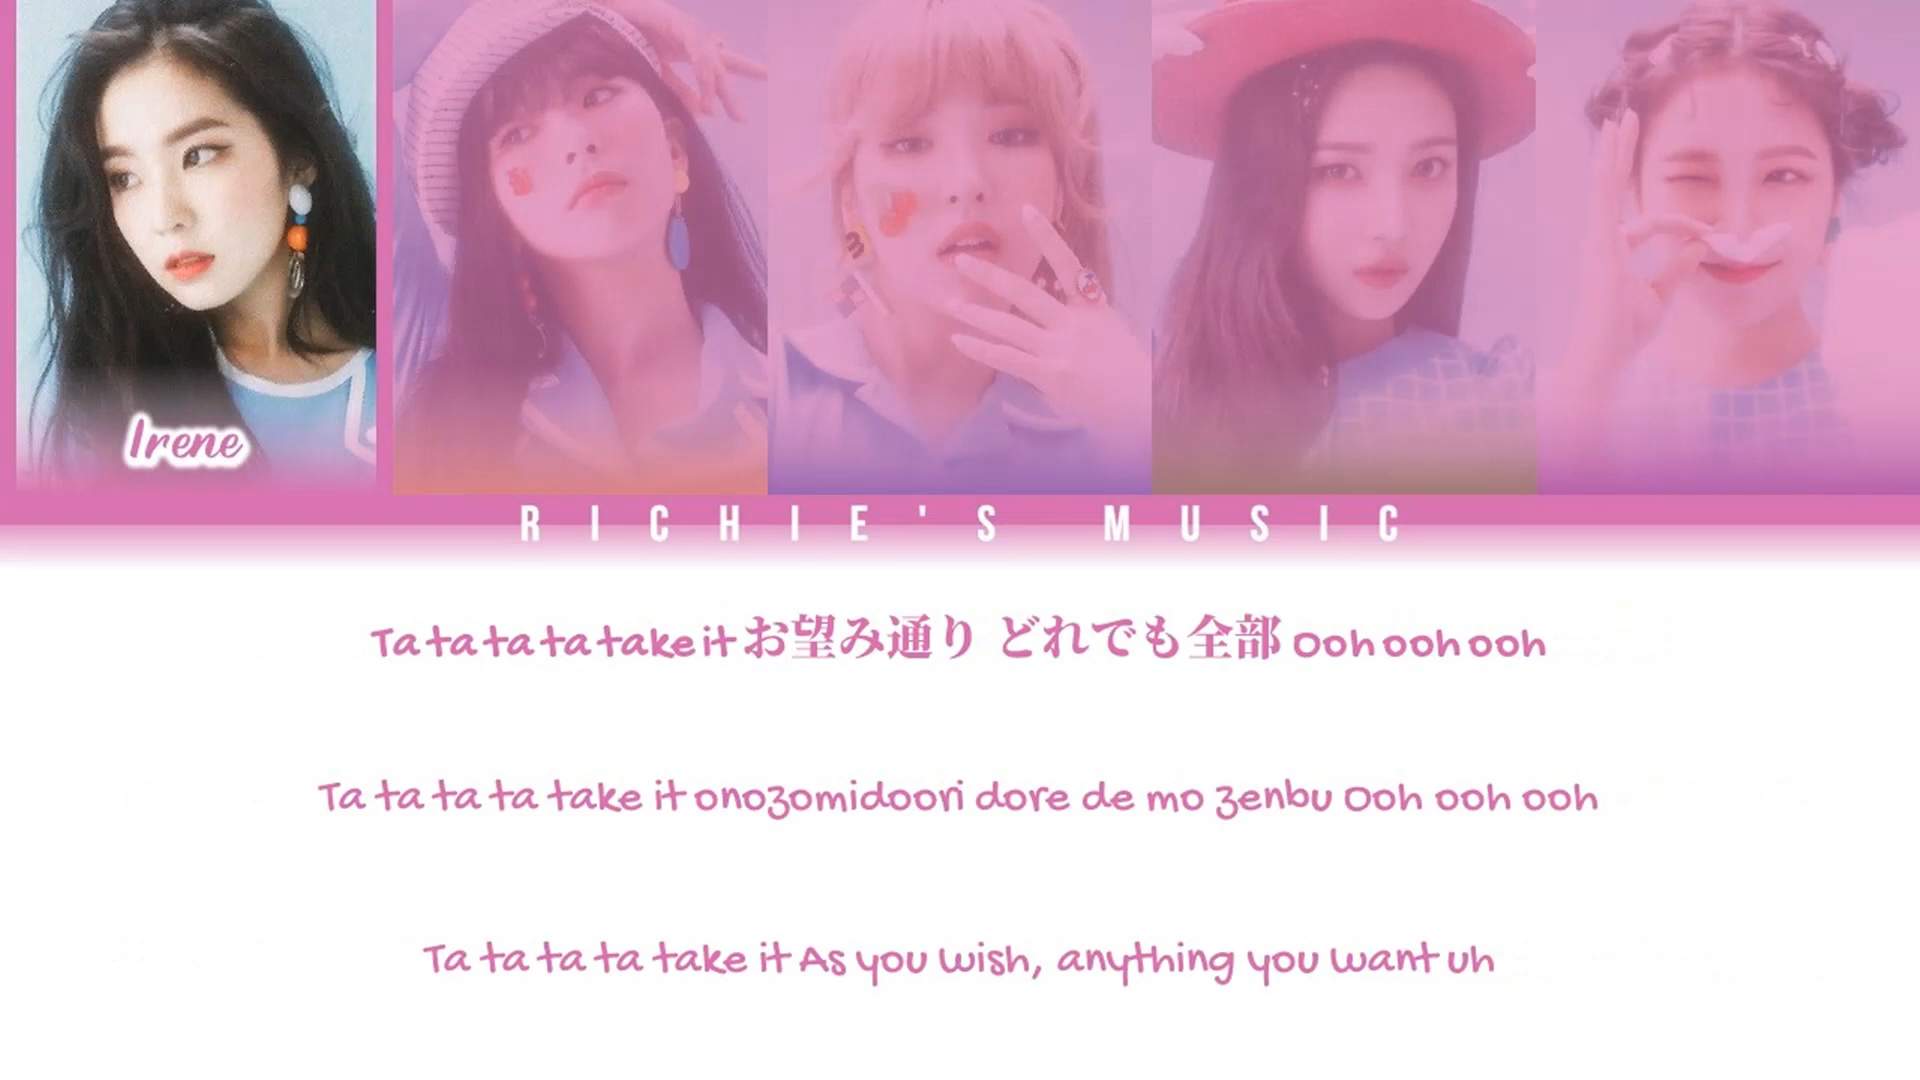 Irene
RICHIE'S MUSIC
Ta ta ta ta take it お望み通り どれでも全部 Ooh ooh ooh
Ta ta ta ta take it onozomidoori dore de mo zenbu Ooh ooh ooh
Ta ta ta ta take it As you wish, anything you want uh